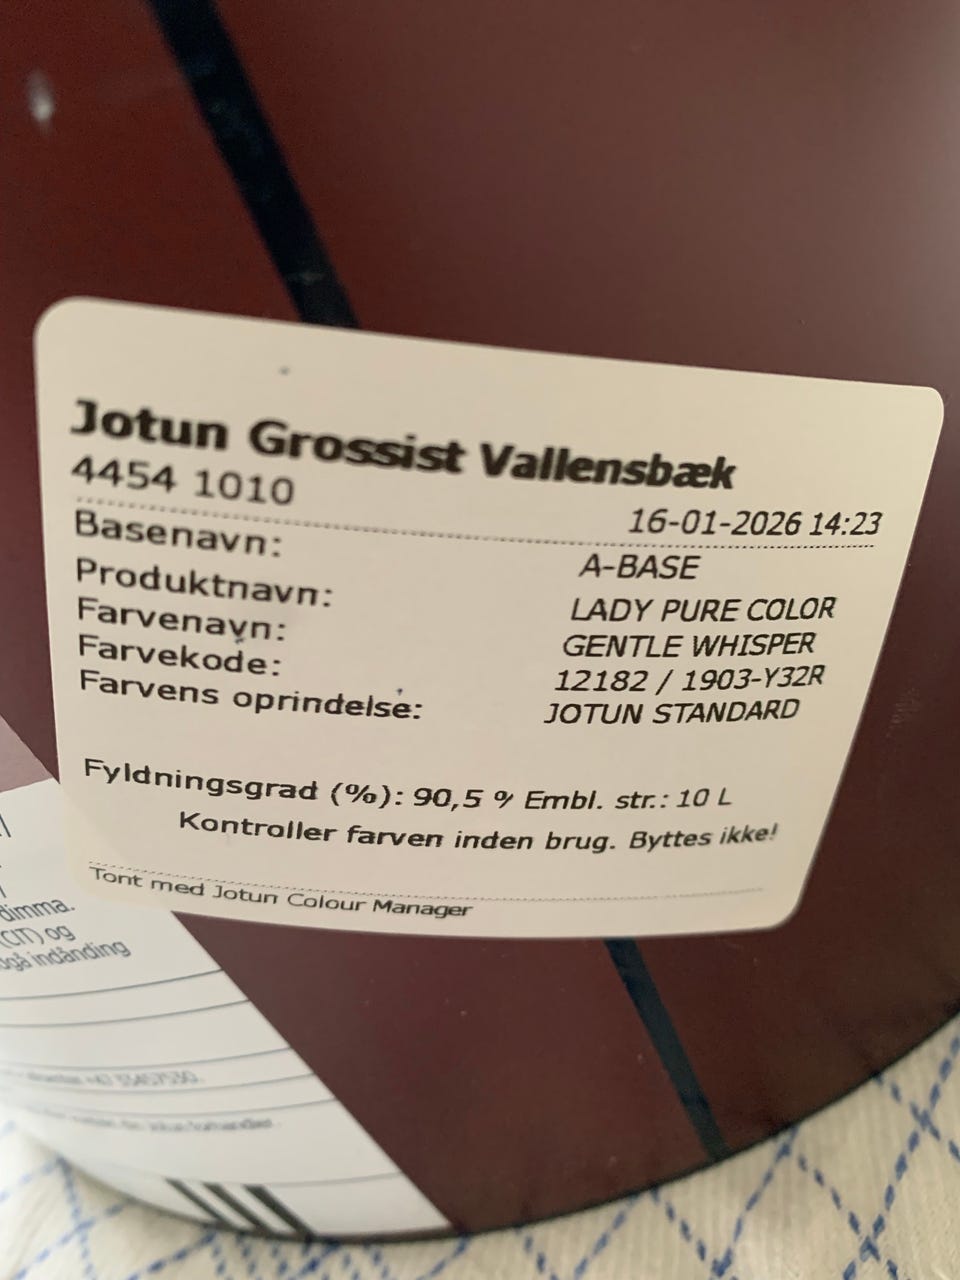 Jotun Grossist Vallensbæk
4454 1010
16-01-2026 14:23
Basenavn: A-BASE
Produktnavn: LADY PURE COLOR
Farvenavn: GENTLE WHISPER
Farvekode: 12182 / 1903-Y32R
Farvens oprindelse: JOTUN STANDARD
Fyldningsgrad (%): 90,5 % Embl. str.: 10 L
Kontroller farven inden brug. Byttes ikke!
Tont med Jotun Colour Manager
dimma.
(CIT) og
indånding